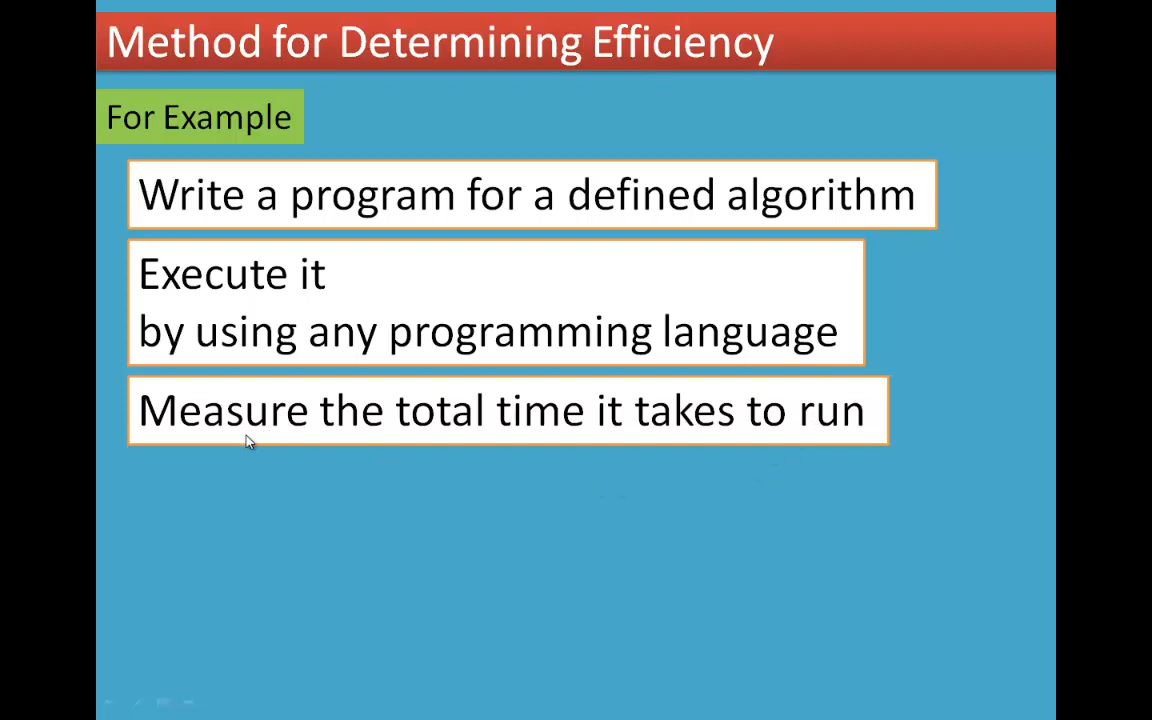 Method for Determining Efficiency
For Example
Write a program for a defined algorithm
Execute it
by using any programming language
Measure the total time it takes to run